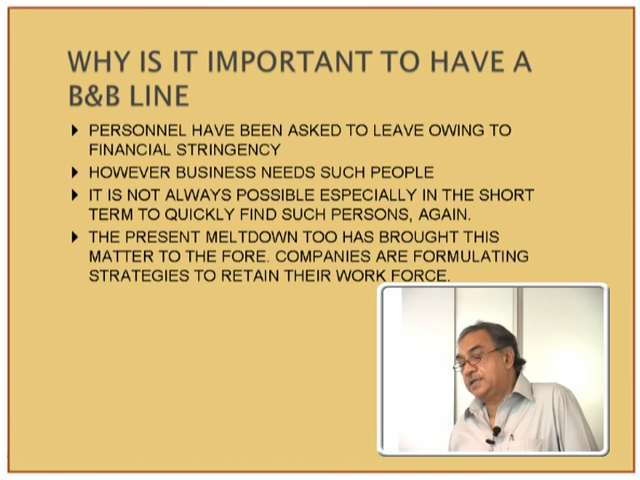 WHY IS IT IMPORTANT TO HAVE A
B&B LINE
PERSONNEL HAVE BEEN ASKED TO LEAVE OWING TO
FINANCIAL STRINGENCY
HOWEVER BUSINESS NEEDS SUCH PEOPLE
IT IS NOT ALWAYS POSSIBLE ESPECIALLY IN THE SHORT
TERM TO QUICKLY FIND SUCH PERSONS, AGAIN.
THE PRESENT MELTDOWN TOO HAS BROUGHT THIS
MATTER TO THE FORE. COMPANIES ARE FORMULATING
STRATEGIES TO RETAIN THEIR WORK FORCE.